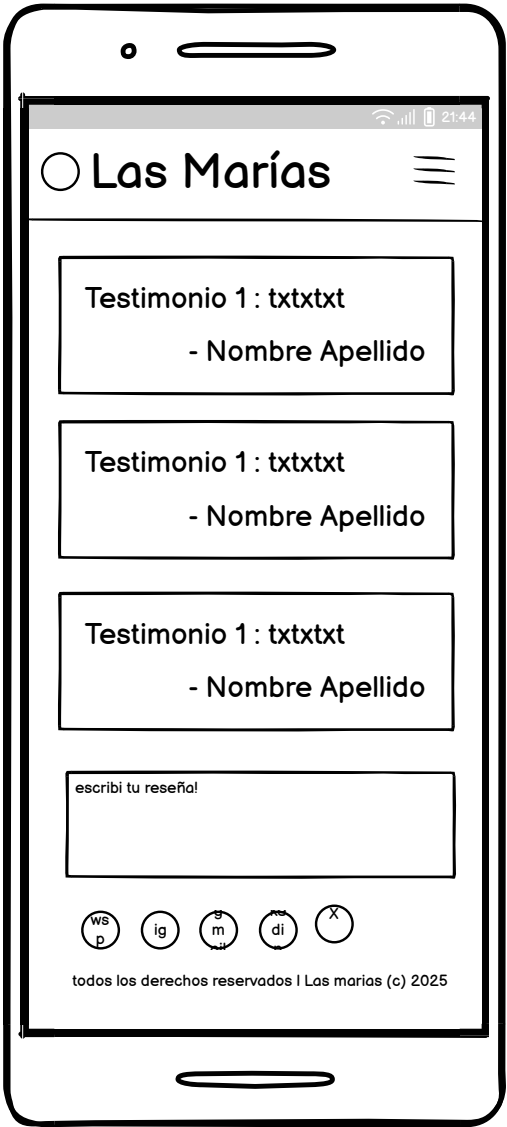 21:44
Las Marías
Testimonio 1 : txtxtxt
- Nombre Apellido
Testimonio 1 : txtxtxt
- Nombre Apellido
Testimonio 1 : txtxtxt
- Nombre Apellido
escribi tu reseña!
ws
p
ig
g
m
di
X
todos los derechos reservados | Las marias (c) 2025